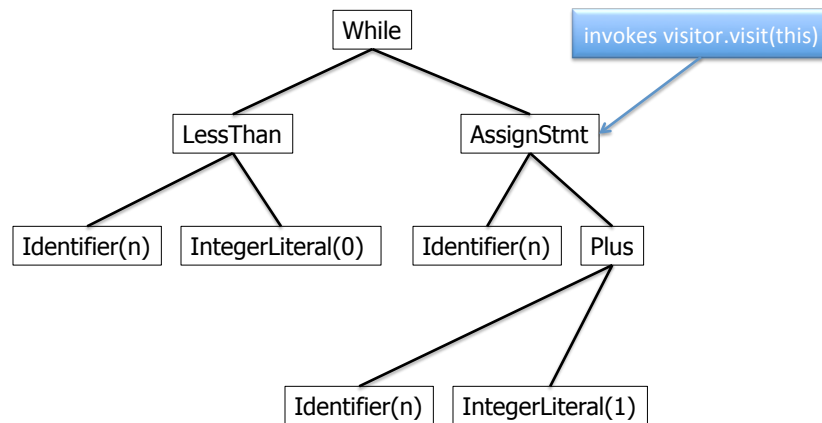 While
invokes visitor.visit(this)
LessThan
AssignStmt
Identifier(n)
IntegerLiteral(0)
Identifier(n)
Plus
Identifier(n)
IntegerLiteral(1)